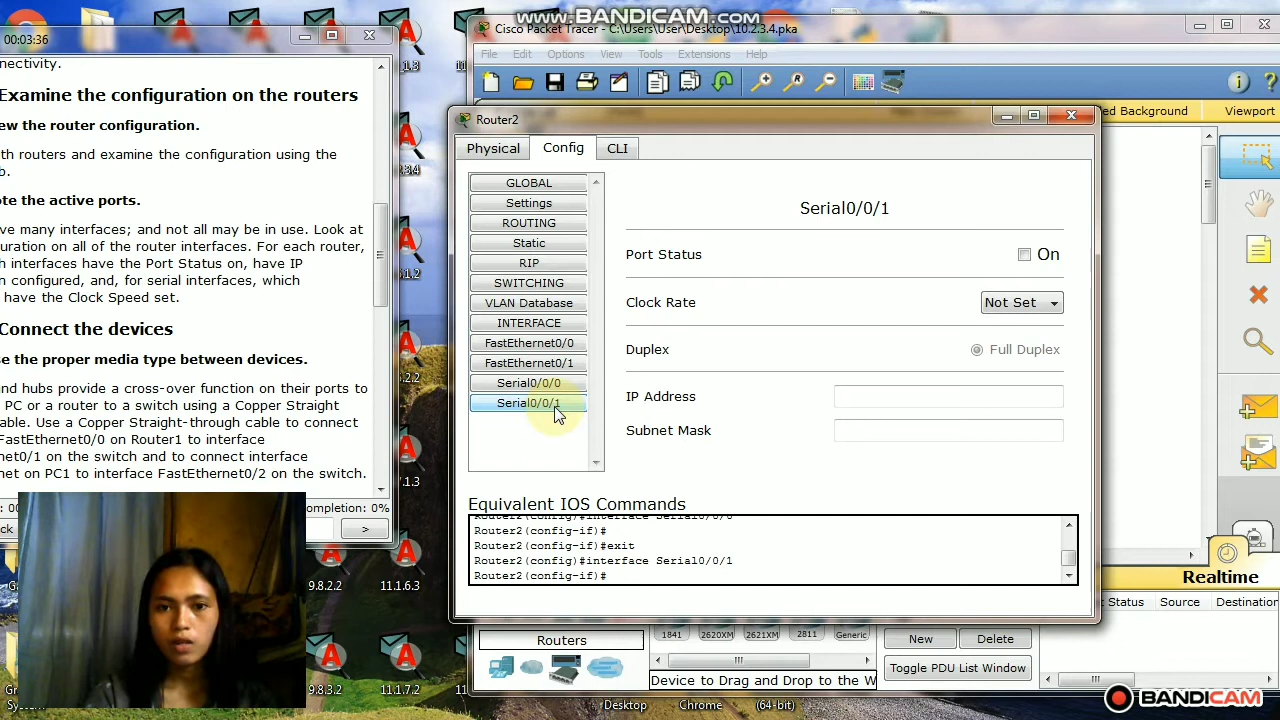 www.BANDICAM.com
00:03:36
Cisco Packet Tracer - C:\Users\User\Desktop\10.2.3.4.pka
File Edit Options View Tools Extensions Help
nectivity.
Examine the configuration on the routers
ew the router configuration.
th routers and examine the configuration using the
b.
ote the active ports.
ve many interfaces; and not all may be in use. Look at
uration on all of the router interfaces. For each router,
h interfaces have the Port Status on, have IP
n configured, and, for serial interfaces, which
have the Clock Speed set.
Connect the devices
se the proper media type between devices.
nd hubs provide a cross-over function on their ports to
PC or a router to a switch using a Copper Straight
able. Use a Copper Straight-through cable to connect
FastEthernet0/0 on Router1 to interface
net0/1 on the switch and to connect interface
net on PC1 to interface FastEthernet0/2 on the switch.
ompletion: 0%
ck
>
ed Background
Viewport
Router2
Physical
Config
CLI
GLOBAL
Settings
ROUTING
Static
RIP
SWITCHING
VLAN Database
INTERFACE
FastEthernet0/0
FastEthernet0/1
Serial0/0/0
Serial0/0/1
Serial0/0/1
Port Status
On
Clock Rate
Not Set
Duplex
Full Duplex
IP Address
Subnet Mask
Equivalent IOS Commands
Router2(config)#interface Serial0/0/0
Router2(config-if)#
Router2(config-if)#exit
Router2(config)#interface Serial0/0/1
Router2(config-if)#
Realtime
t Status Source Destination
Routers
1841 2620XM 2621XM 2811 Generic
New
Delete
Toggle PDU List Window
Device to Drag and Drop to the W
9.8.2.2
11.1.6.3
9.8.3.2
11.1.7.2
Desktop
Chrome
(64-bit)
BANDICAM